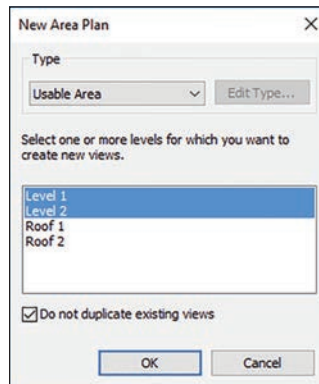 New Area Plan
Type
Usable Area
Edit Type...
Select one or more levels for which you want to
create new views.
Level 1
Level 2
Roof 1
Roof 2
Do not duplicate existing views
OK
Cancel